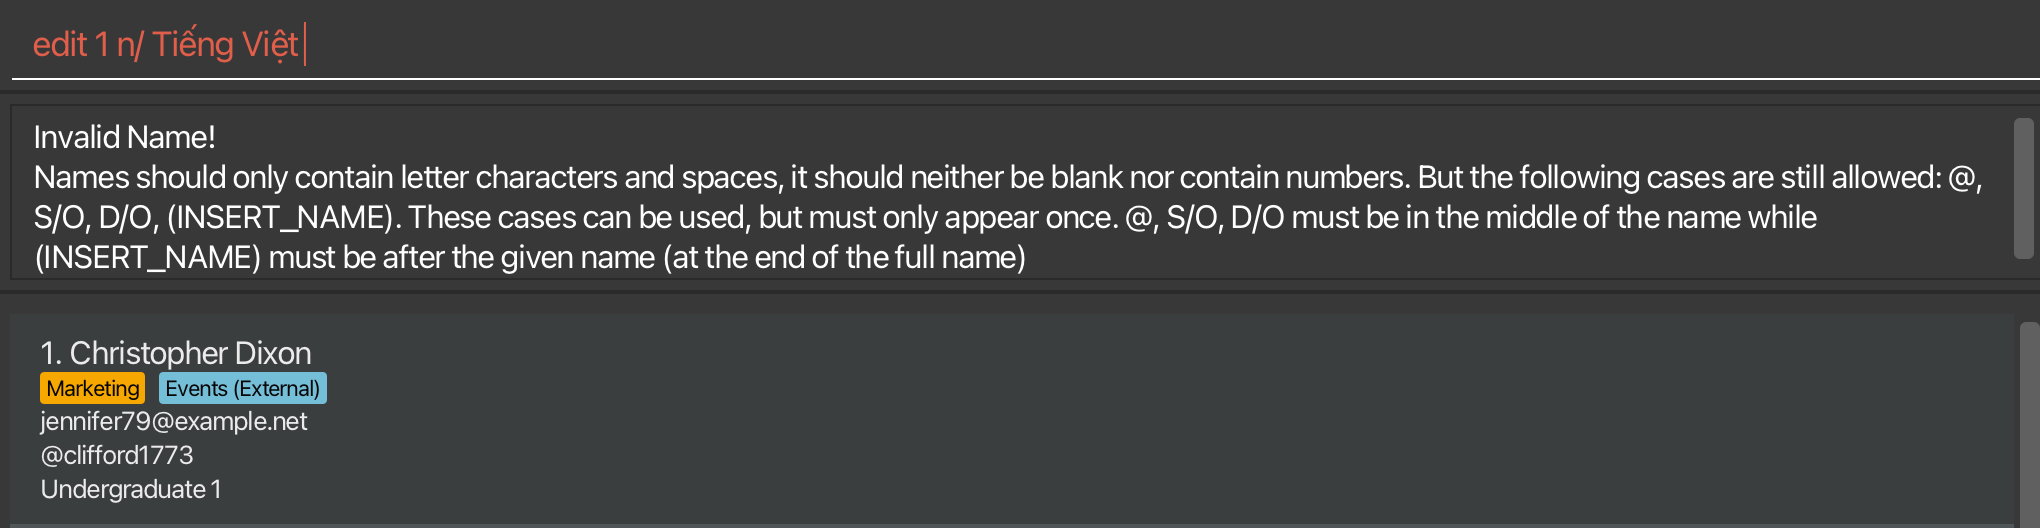 edit 1 n/ Tiếng Việt
Invalid Name!
Names should only contain letter characters and spaces, it should neither be blank nor contain numbers. But the following cases are still allowed: @,
S/O, D/O, (INSERT_NAME). These cases can be used, but must only appear once. @, S/O, D/O must be in the middle of the name while
(INSERT_NAME) must be after the given name (at the end of the full name)
1. Christopher Dixon
Marketing Events (External)
jennifer79@example.net
@clifford1773
Undergraduate 1